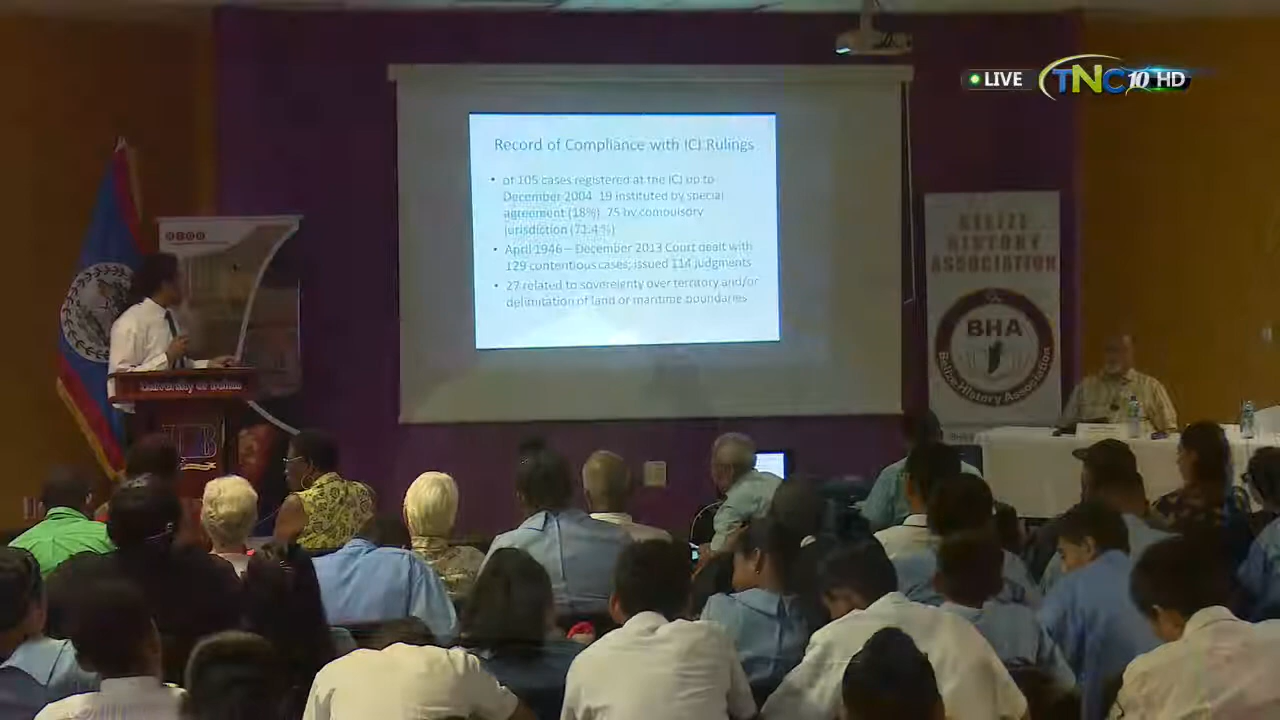 LIVE
TNC10 HD
Record of Compliance with ICJ Rulings
• of 105 cases registered at the ICJ up to
December 2004 19 instituted by special
agreement (18%) 75 by compulsory
jurisdiction (71.4%)
• April 1946 – December 2013 Court dealt with
129 contentious cases; issued 114 judgments
• 27 related to sovereignty over territory and/or
delimitation of land or maritime boundaries
BELIZE
HISTORY
ASSOCIATION
BHA
Belize History Association
University of Belize
UB